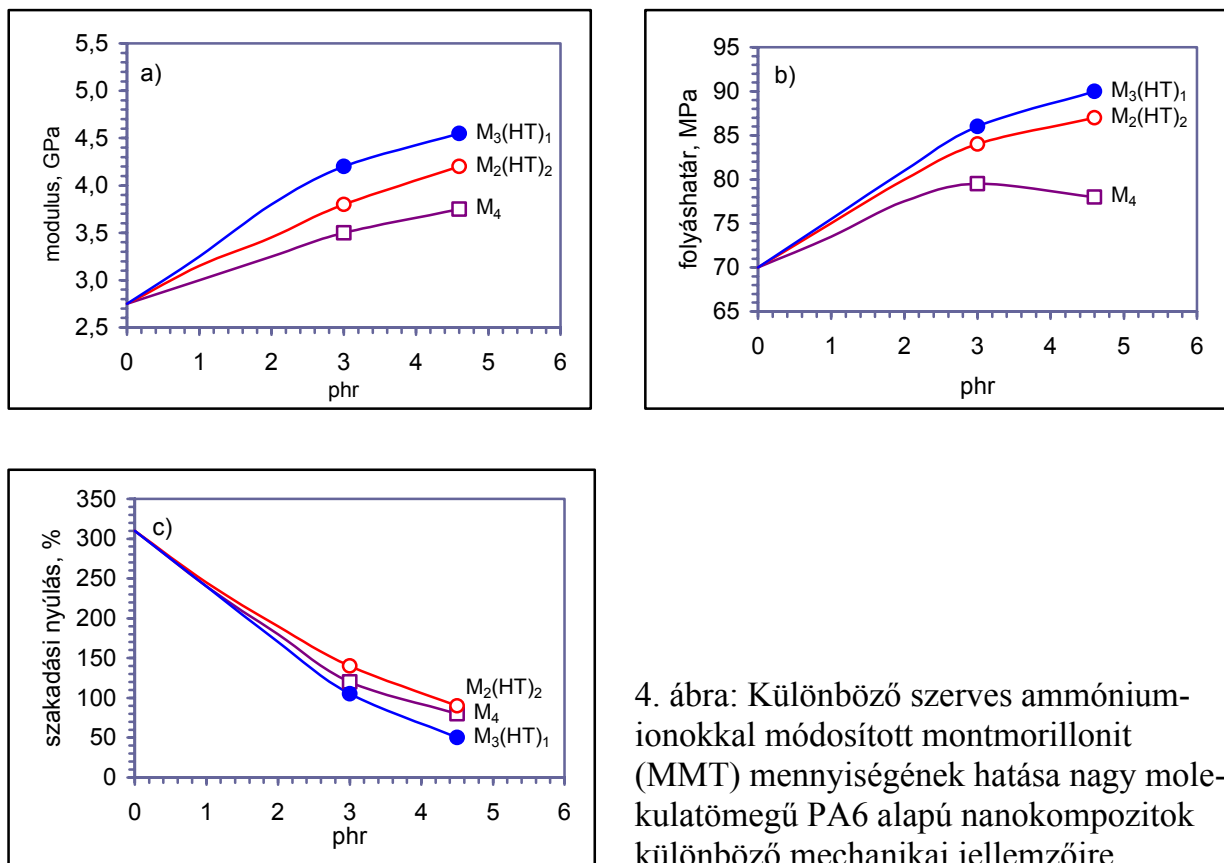 a)
modulus, GPa
5,5
5,0
4,5
4,0
3,5
3,0
2,5
0 1 2 3 4 5 6
phr
M₃(HT)₁
M₂(HT)₂
M₄
b)
folyáshatár, MPa
95
90
85
80
75
70
65
0 1 2 3 4 5 6
phr
M₃(HT)₁
M₂(HT)₂
M₄
c)
szakadási nyúlás, %
350
300
250
200
150
100
50
0
0 1 2 3 4 5 6
phr
M₂(HT)₂
M₄
M₃(HT)₁
4. ábra: Különböző szerves ammónium-
ionokkal módosított montmorillonit
(MMT) mennyiségének hatása nagy mole-
kulatömegű PA6 alapú nanokompozitok
különböző mechanikai jellemzőire